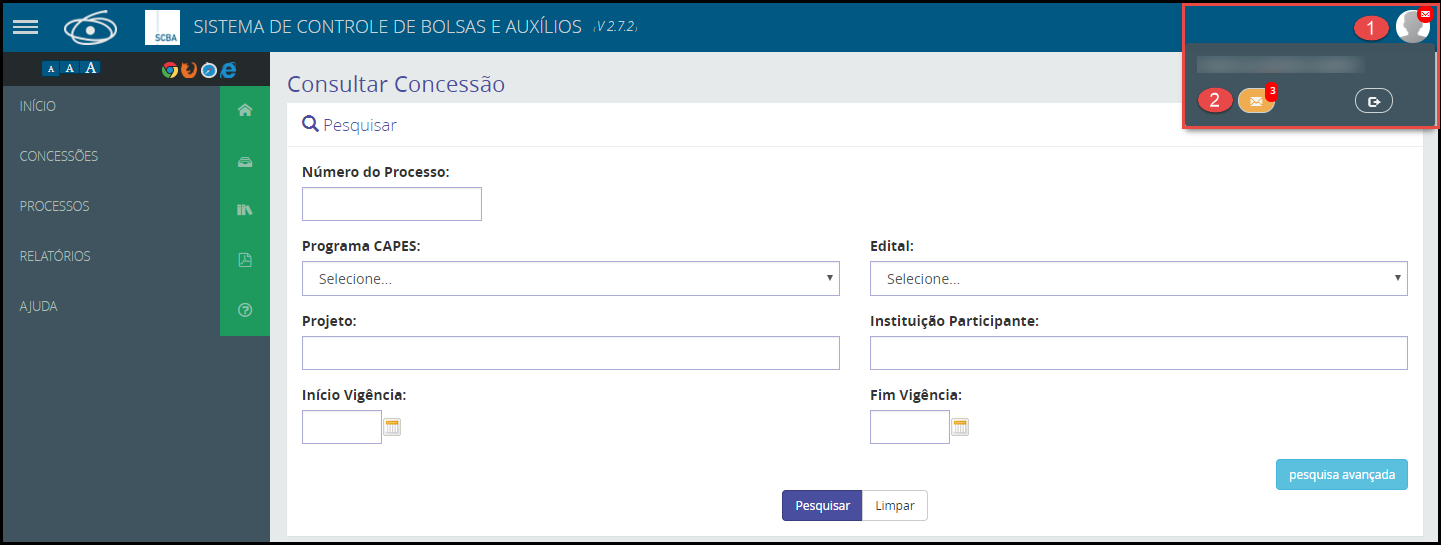 SCBA
SISTEMA DE CONTROLE DE BOLSAS E AUXÍLIOS (V 2.7.2)
1
A A A
2
3
INÍCIO
CONCESSÕES
PROCESSOS
RELATÓRIOS
AJUDA
Consultar Concessão
Pesquisar
Número do Processo:
Programa CAPES: Edital:
Selecione... Selecione...
Projeto: Instituição Participante:
Início Vigência: Fim Vigência:
pesquisa avançada
Pesquisar Limpar